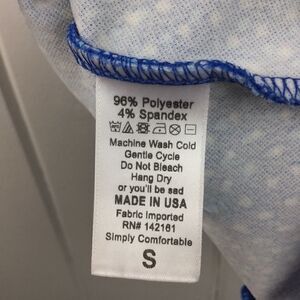 96% Polyester
4% Spandex
Machine Wash Cold
Gentle Cycle
Do Not Bleach
Hang Dry
or you'll be sad
MADE IN USA
Fabric Imported
RN# 142161
Simply Comfortable
S